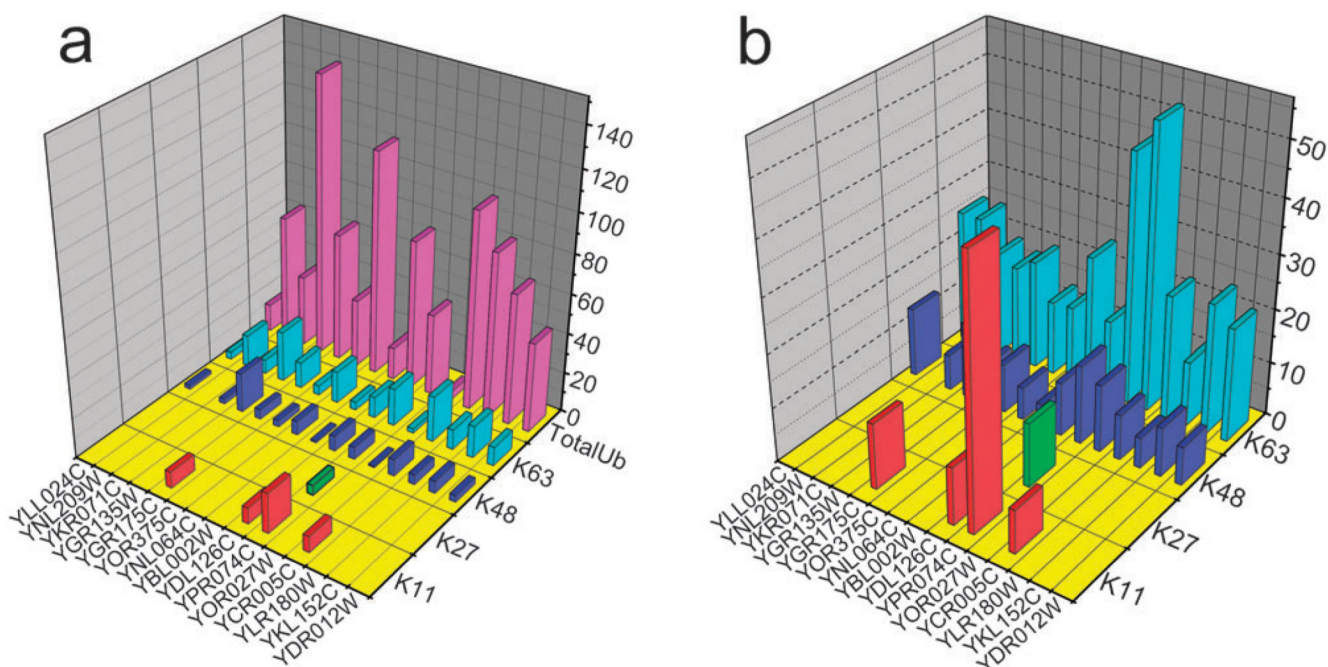 a
140
120
100
80
60
40
20
0
TotalUb
K63
K48
K27
K11
YLL024C
YNL209W
YKR071C
YGR135W
YGR175C
YOR375C
YNL064C
YBL002W
YDL126C
YPR074C
YOR027W
YCR005C
YLR180W
YKL152C
YDR012W
b
50
40
30
20
10
0
K63
K48
K27
K11
YLL024C
YNL209W
YKR071C
YGR135W
YGR175C
YOR375C
YNL064C
YBL002W
YDL126C
YPR074C
YOR027W
YCR005C
YLR180W
YKL152C
YDR012W